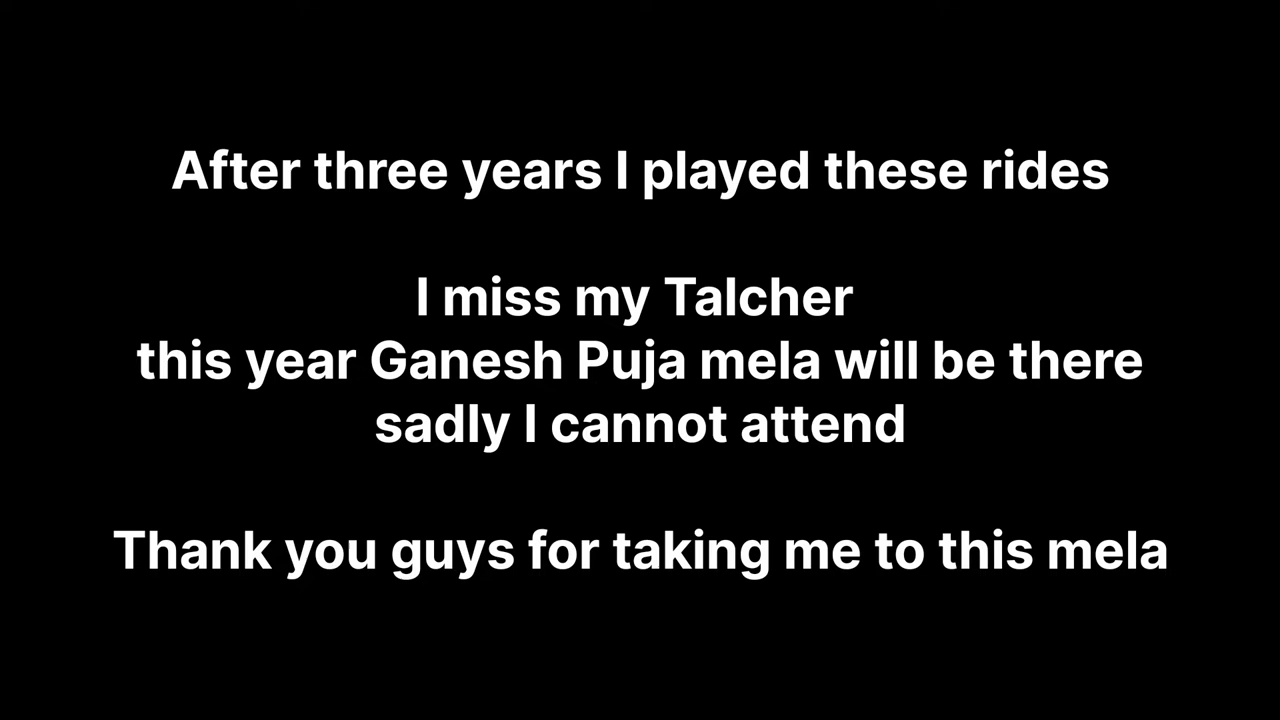 After three years I played these rides
I miss my Talcher
this year Ganesh Puja mela will be there
sadly I cannot attend
Thank you guys for taking me to this mela